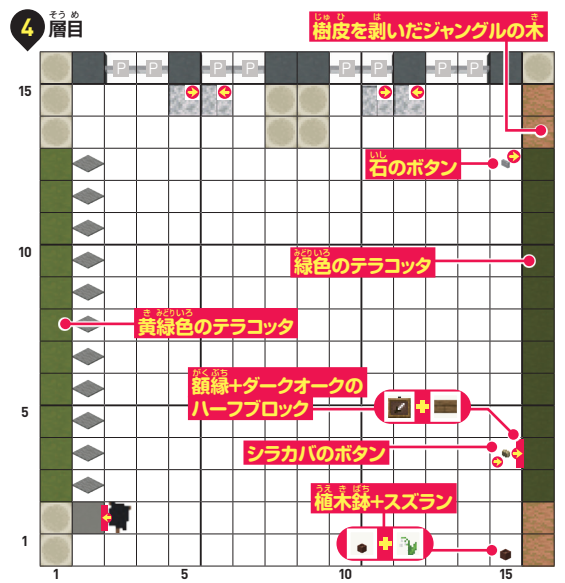 4 層目
そうめ
樹皮を剥いだジャングルの木
じゅひ は き
P P P P P P
15
石のボタン
いし
10
緑色のテラコッタ
みどりいろ
黄緑色のテラコッタ
き みどりいろ
額縁+ダークオークの
がくぶち
ハーフブロック
5
シラカバのボタン
植木鉢+スズラン
うえ き ばち
1
1 5 10 15